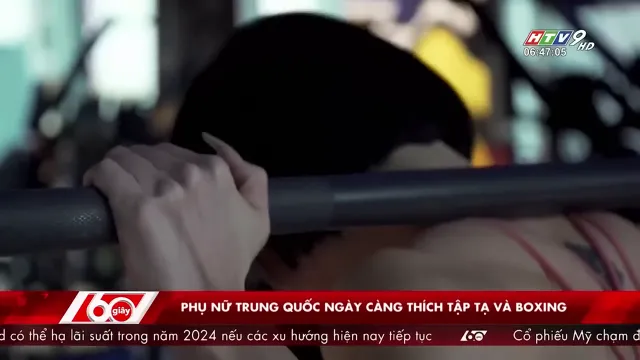 HTV9 HD
06:47:05
60 giây
PHỤ NỮ TRUNG QUỐC NGÀY CÀNG THÍCH TẬP TẠ VÀ BOXING
d có thể hạ lãi suất trong năm 2024 nếu các xu hướng hiện nay tiếp tục 60 Cổ phiếu Mỹ chạm đ